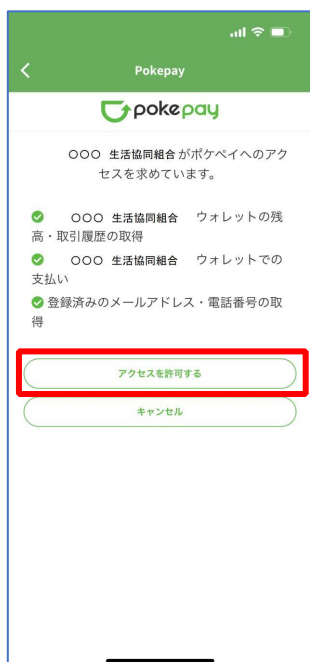 Pokepay
pokepay
○○○ 生活協同組合 がポケペイへのアク
セスを求めています。
○○○ 生活協同組合 ウォレットの残
高・取引履歴の取得
○○○ 生活協同組合 ウォレットでの
支払い
登録済みのメールアドレス・電話番号の取
得
アクセスを許可する
キャンセル